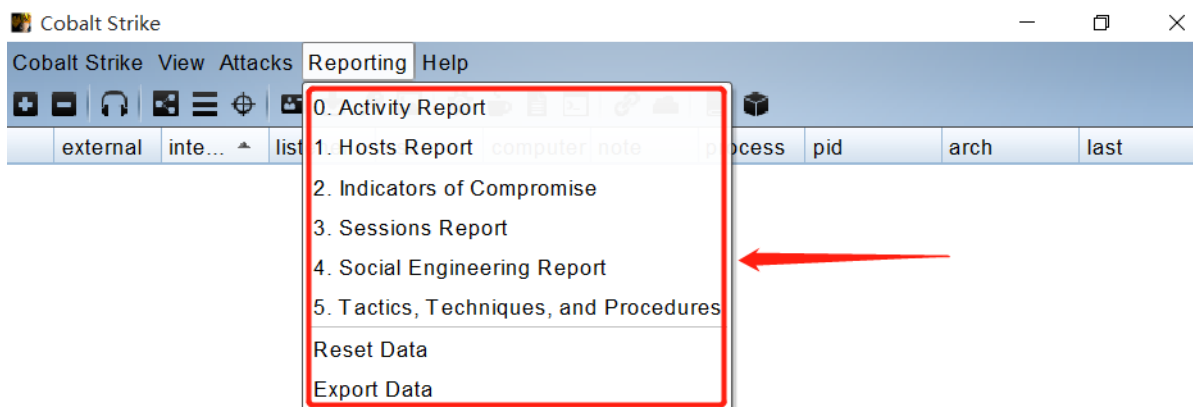 Cobalt Strike
Cobalt Strike View Attacks Reporting Help
0. Activity Report
external inte... list 1. Hosts Report computer note process pid arch last
2. Indicators of Compromise
3. Sessions Report
4. Social Engineering Report
5. Tactics, Techniques, and Procedures
Reset Data
Export Data